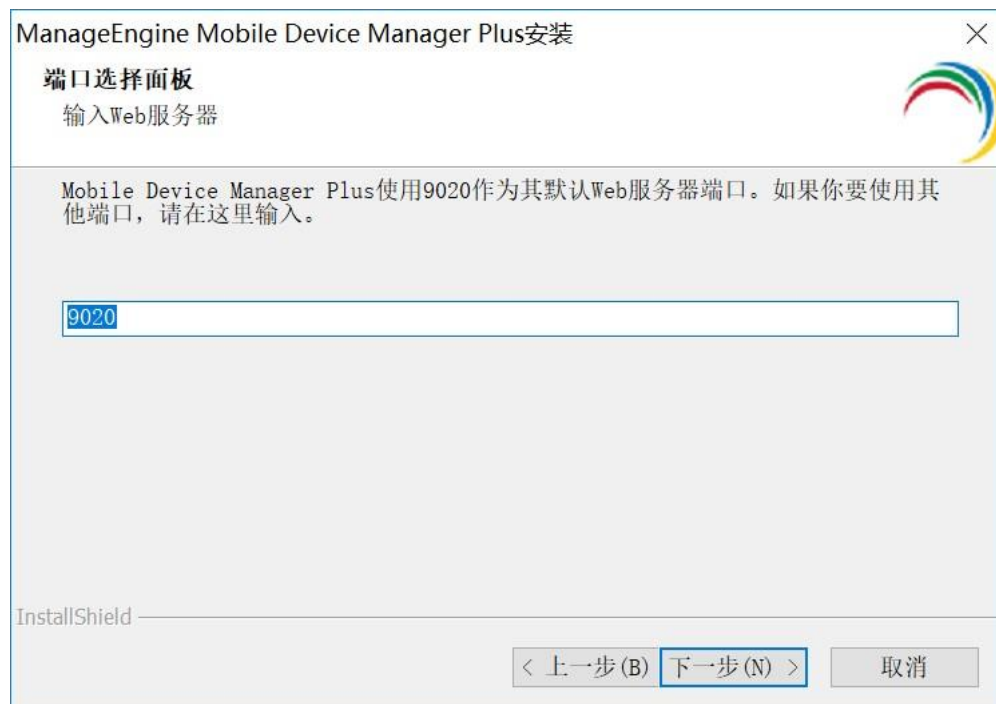 ManageEngine Mobile Device Manager Plus安装
端口选择面板
输入Web服务器
Mobile Device Manager Plus使用9020作为其默认Web服务器端口。如果你要使用其
他端口，请在这里输入。
9020
InstallShield
< 上一步(B) 下一步(N) > 取消